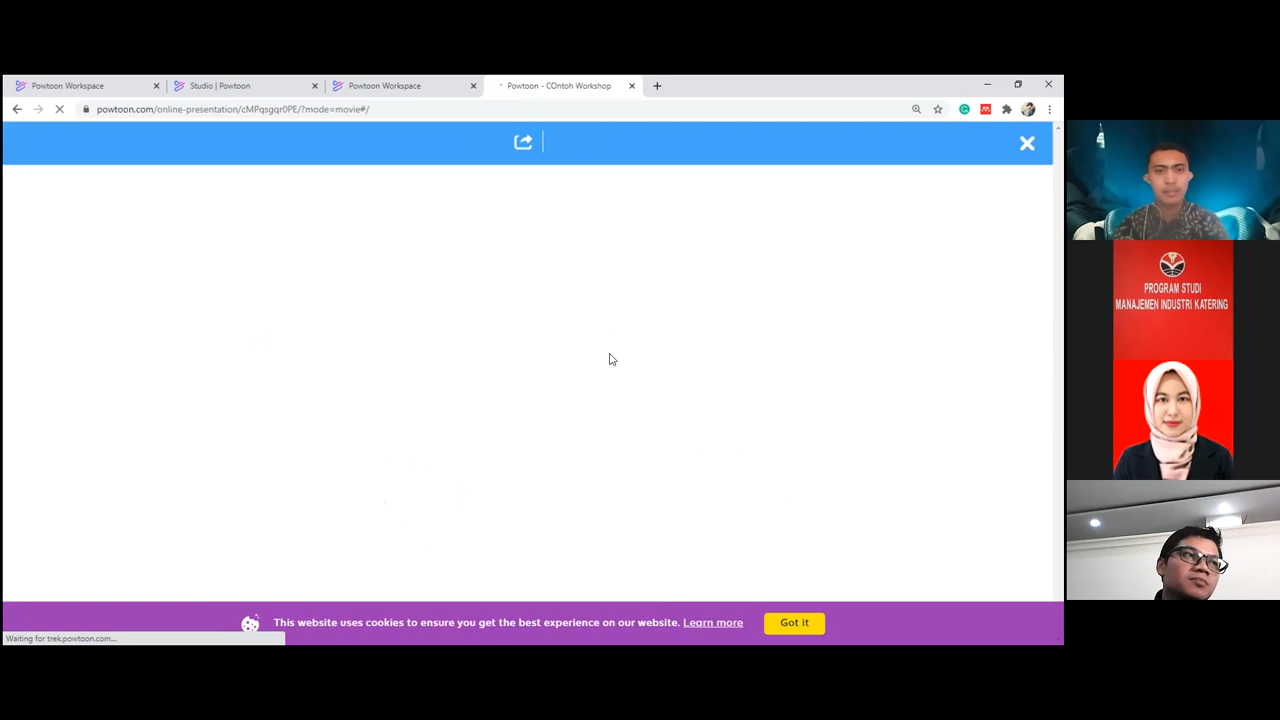 Powtoon Workspace
Studio | Powtoon
Powtoon Workspace
Powtoon - COntoh Workshop
powtoon.com/online-presentation/cMPqsgqr0PE/?mode=movie#/
PROGRAM STUDI
MANAJEMEN INDUSTRI KATERING
This website uses cookies to ensure you get the best experience on our website. Learn more
Got it
Waiting for trek.powtoon.com...